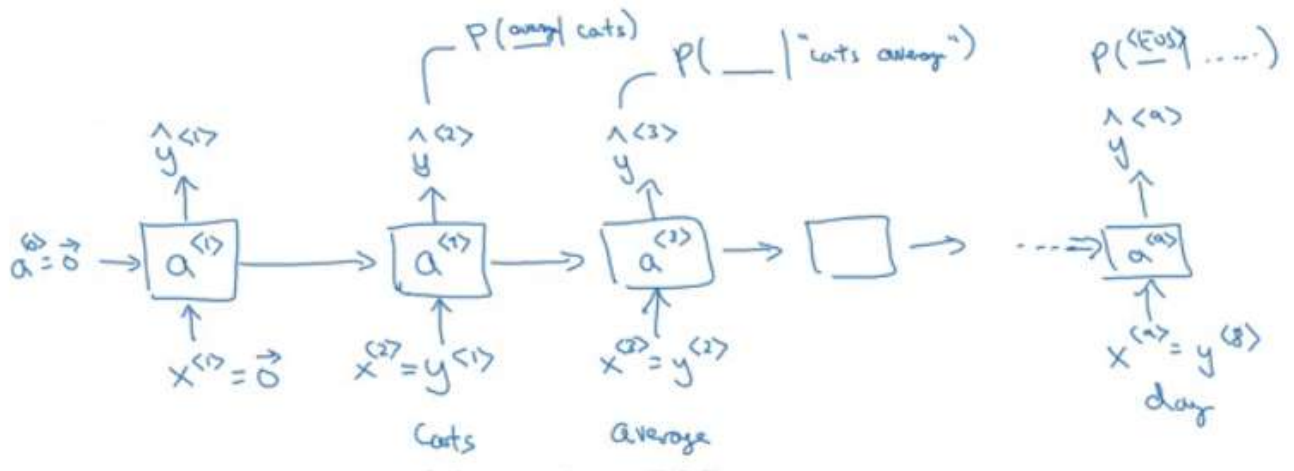 P(average | cats)
P( ___ | "cats average")
P(<EOS> | ......)
ŷ<1>
ŷ<2>
ŷ<3>
ŷ<9>
a<0> = 0⃗
a<1>
a<2>
a<3>
a<9>
x<1> = 0⃗
x<2> = y<1>
x<3> = y<2>
x<9> = y<8>
Cats
average
day